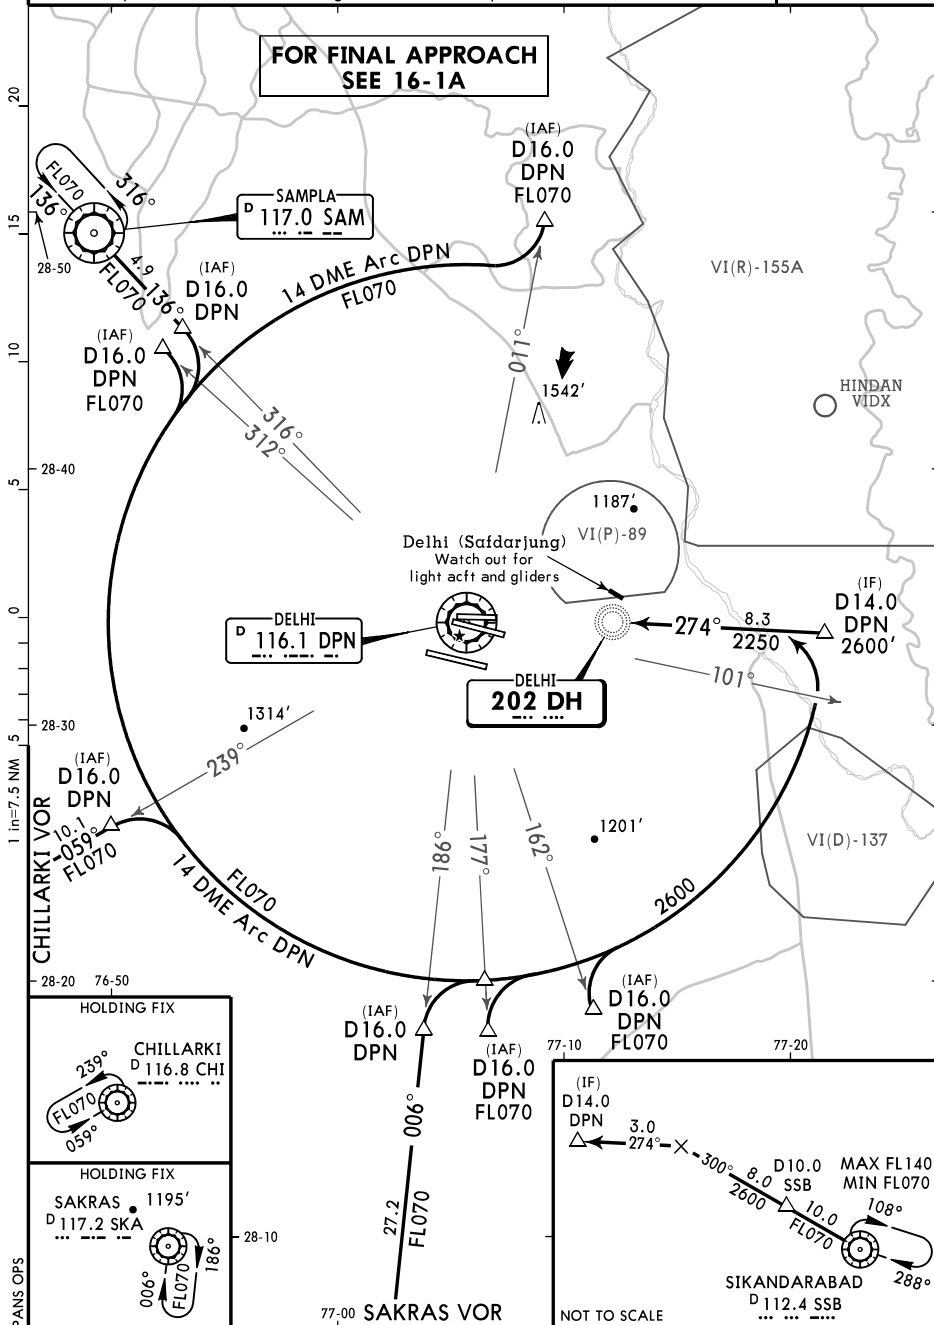 FOR FINAL APPROACH
SEE 16-1A
20
15
10
5
0
5
1 in=7.5 NM
(IAF)
D16.0
DPN
FL070
FL070
316°
136°
SAMPLA
D 117.0 SAM
28-50
4.9
136°
FL070
(IAF)
D16.0
DPN
(IAF)
D16.0
DPN
FL070
14 DME Arc DPN
FL070
VI(R)-155A
011°
1542'
HINDAN
VIDX
316°
312°
28-40
1187'
VI(P)-89
Delhi (Safdarjung)
Watch out for
light acft and gliders
DELHI
D 116.1 DPN
DELHI
202 DH
274°
8.3
2250
(IF)
D14.0
DPN
2600'
101°
28-30
1314'
239°
(IAF)
D16.0
DPN
10.1
059°
FL070
CHILLARKI VOR
1201'
VI(D)-137
186°
177°
162°
FL070
14 DME Arc DPN
2600
28-20
76-50
(IAF)
D16.0
DPN
(IAF)
D16.0
DPN
FL070
(IAF)
D16.0
DPN
FL070
77-10
77-20
HOLDING FIX
CHILLARKI
D 116.8 CHI
239°
FL070
059°
HOLDING FIX
SAKRAS
1195'
D 117.2 SKA
006°
FL070
186°
006°
27.2
FL070
28-10
77-00
SAKRAS VOR
PANS OPS
(IF)
D14.0
DPN
3.0
274°
300°
8.0
2600
D10.0
SSB
10.0
FL070
MAX FL140
MIN FL070
108°
288°
SIKANDARABAD
D 112.4 SSB
NOT TO SCALE